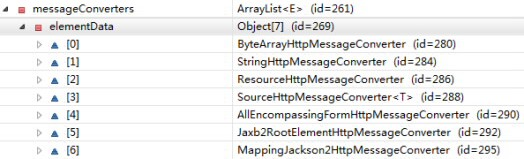 messageConverters ArrayList<E> (id=261)
elementData Object[7] (id=269)
[0] ByteArrayHttpMessageConverter (id=280)
[1] StringHttpMessageConverter (id=284)
[2] ResourceHttpMessageConverter (id=286)
[3] SourceHttpMessageConverter<T> (id=288)
[4] AllEncompassingFormHttpMessageConverter (id=290)
[5] Jaxb2RootElementHttpMessageConverter (id=292)
[6] MappingJackson2HttpMessageConverter (id=295)